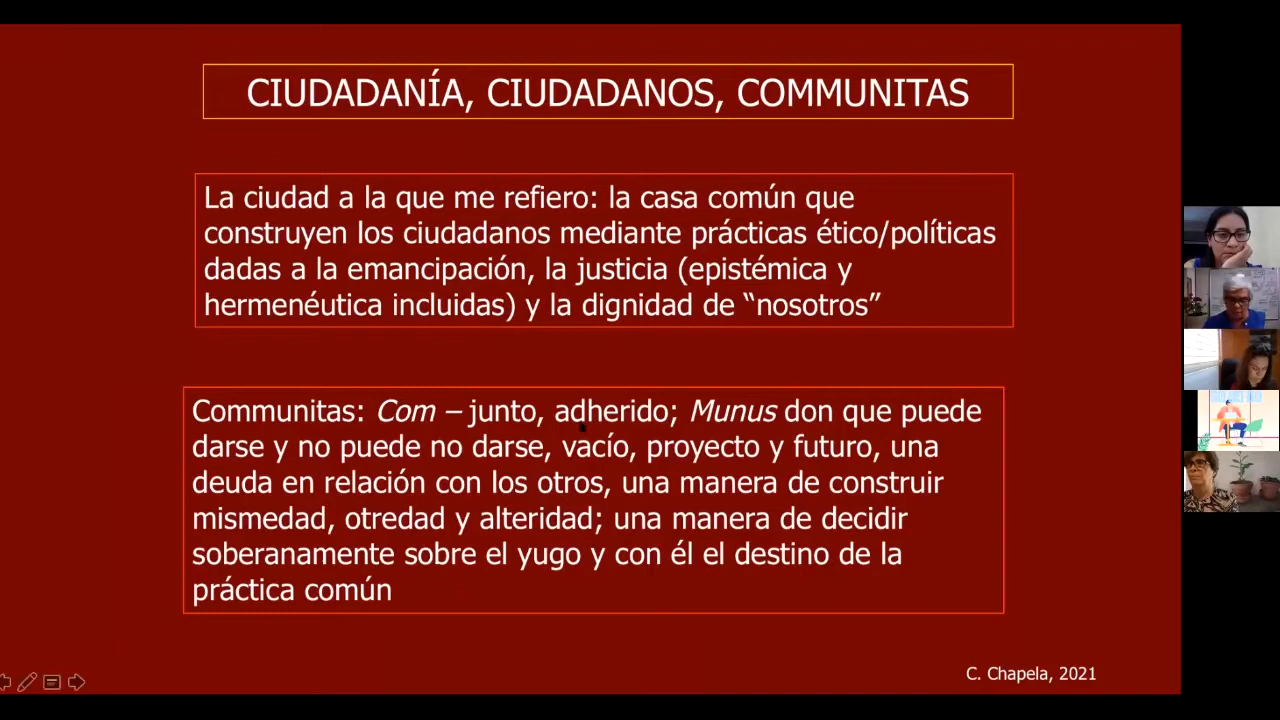 CIUDADANÍA, CIUDADANOS, COMMUNITAS
La ciudad a la que me refiero: la casa común que
construyen los ciudadanos mediante prácticas ético/políticas
dadas a la emancipación, la justicia (epistémica y
hermenéutica incluidas) y la dignidad de “nosotros”
Communitas: Com – junto, adherido; Munus don que puede
darse y no puede no darse, vacío, proyecto y futuro, una
deuda en relación con los otros, una manera de construir
mismedad, otredad y alteridad; una manera de decidir
soberanamente sobre el yugo y con él el destino de la
práctica común
C. Chapela, 2021